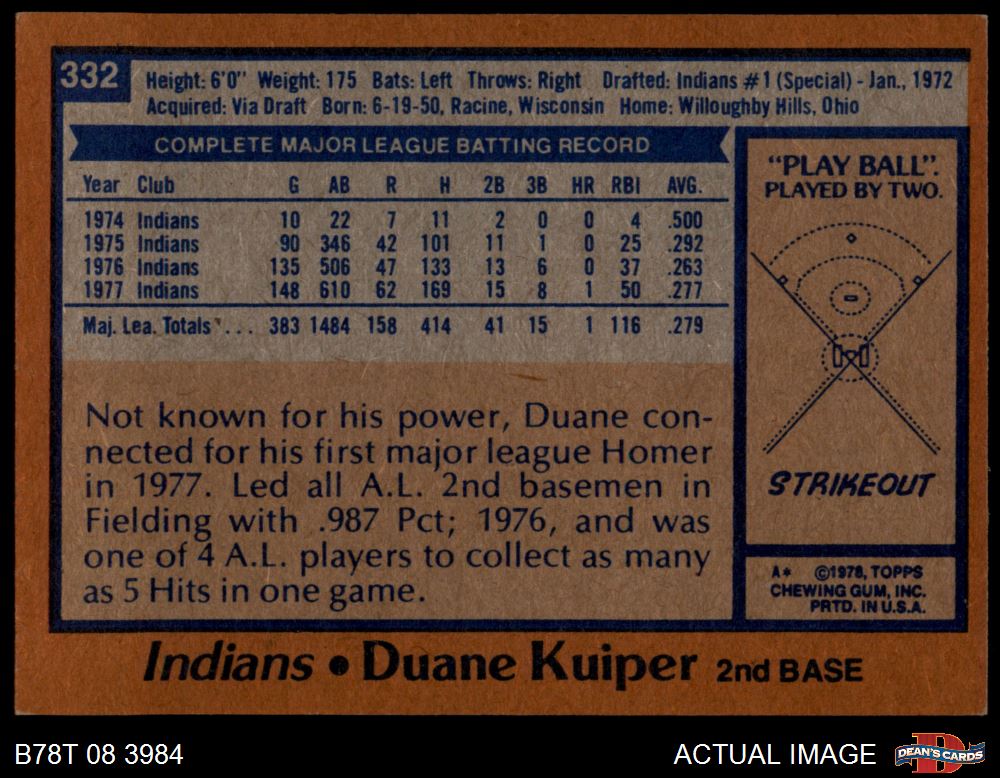 332
Height: 6'0" Weight: 175 Bats: Left Throws: Right Drafted: Indians #1 (Special) - Jan., 1972
Acquired: Via Draft Born: 6-19-50, Racine, Wisconsin Home: Willoughby Hills, Ohio
COMPLETE MAJOR LEAGUE BATTING RECORD
Year Club G AB R H 2B 3B HR RBI AVG.
1974 Indians 10 22 7 11 2 0 0 4 .500
1975 Indians 90 346 42 101 11 1 0 25 .292
1976 Indians 135 506 47 133 13 6 0 37 .263
1977 Indians 148 610 62 169 15 8 1 50 .277
Maj. Lea. Totals . . . 383 1484 158 414 41 15 1 116 .279
Not known for his power, Duane con-
nected for his first major league Homer
in 1977. Led all A.L. 2nd basemen in
Fielding with .987 Pct; 1976, and was
one of 4 A.L. players to collect as many
as 5 Hits in one game.
"PLAY BALL".
PLAYED BY TWO.
STRIKEOUT
A* ©1978, TOPPS
CHEWING GUM, INC.
PRTD. IN U.S.A.
Indians • Duane Kuiper 2nd BASE
B78T 08 3984
ACTUAL IMAGE
D
DEAN'S CARDS